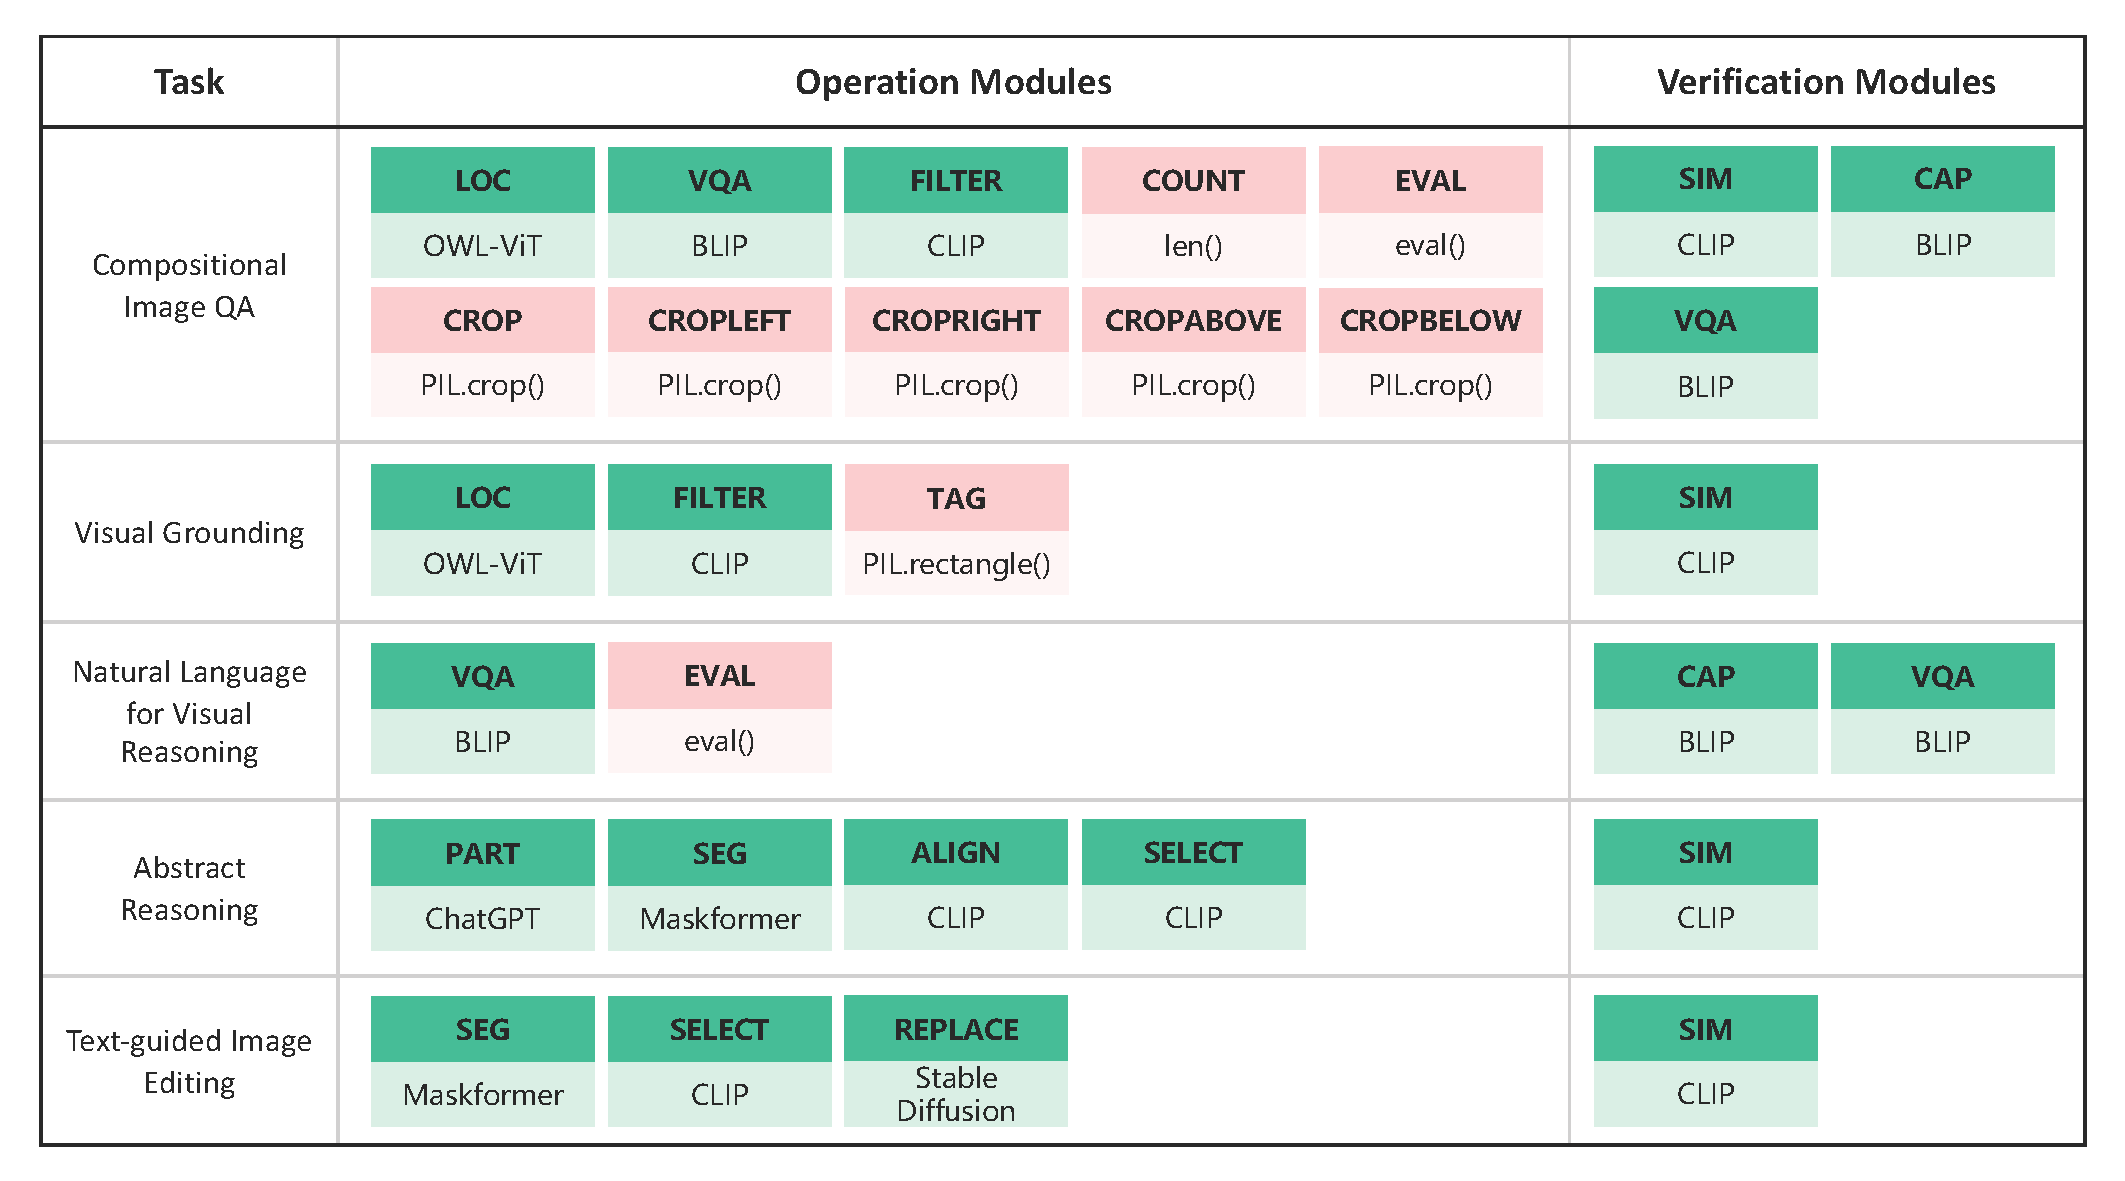 Task
Operation Modules
Verification Modules
Compositional
Image QA
LOC
VQA
FILTER
COUNT
EVAL
OWL-ViT
BLIP
CLIP
len()
eval()
CROP
CROPLEFT
CROPRIGHT
CROPABOVE
CROPBELOW
PIL.crop()
PIL.crop()
PIL.crop()
PIL.crop()
PIL.crop()
SIM
CAP
CLIP
BLIP
VQA
BLIP
Visual Grounding
LOC
FILTER
TAG
OWL-ViT
CLIP
PIL.rectangle()
SIM
CLIP
Natural Language
for Visual
Reasoning
VQA
EVAL
BLIP
eval()
CAP
VQA
BLIP
BLIP
Abstract
Reasoning
PART
SEG
ALIGN
SELECT
ChatGPT
Maskformer
CLIP
CLIP
SIM
CLIP
Text-guided Image
Editing
SEG
SELECT
REPLACE
Maskformer
CLIP
Stable
Diffusion
SIM
CLIP